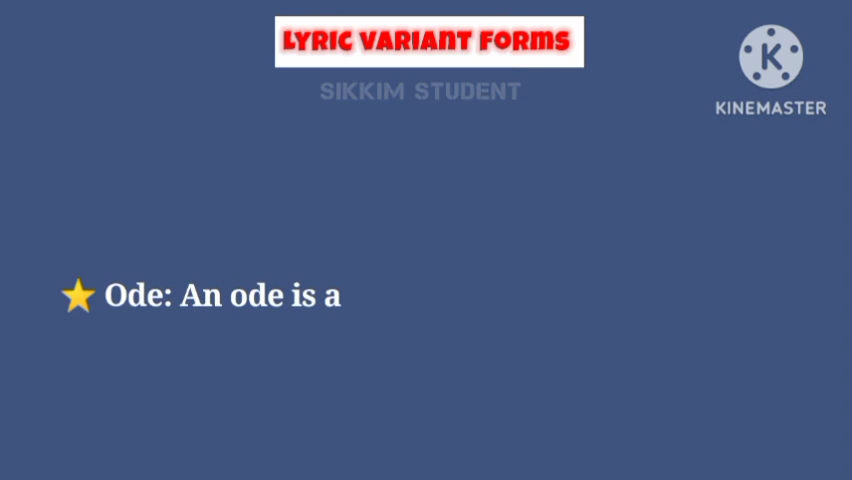 LYRIC VARIANT FORMS
SIKKIM STUDENT
KINEMASTER
Ode: An ode is a